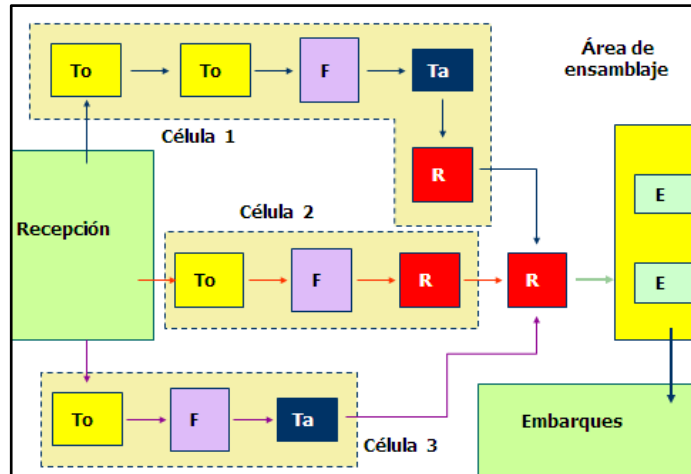 Área de
ensamblaje
To
To
F
Ta
Célula 1
R
E
Recepción
Célula 2
To
F
R
R
E
To
F
Ta
Célula 3
Embarques